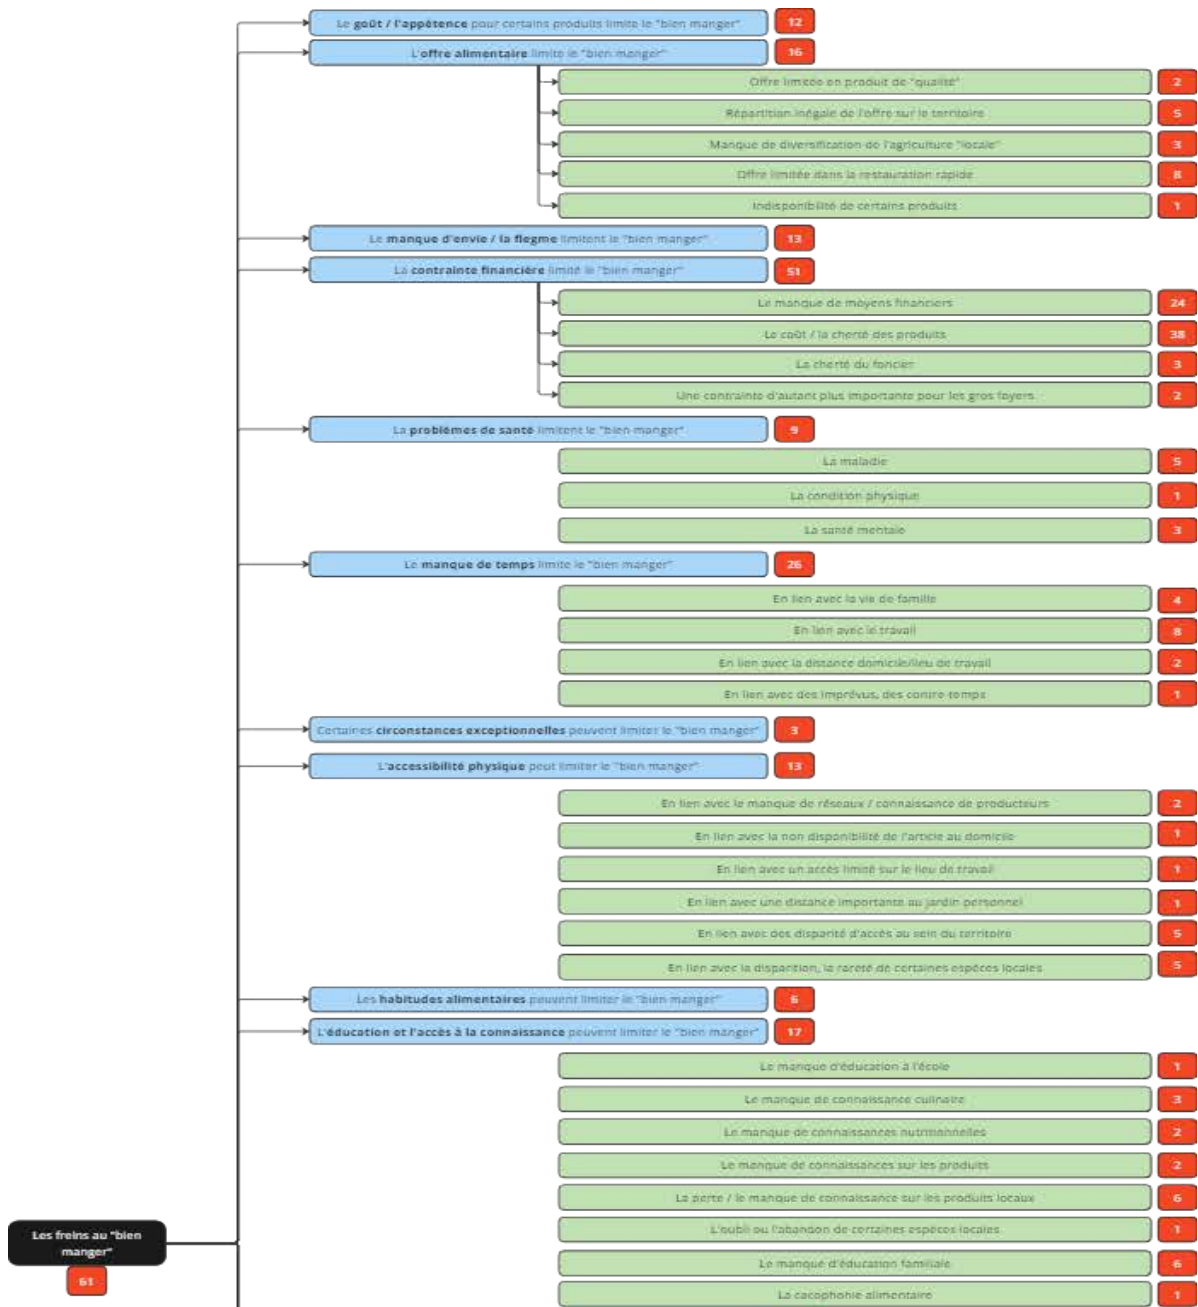 Le goût / l'appétence pour certains produits limite le "bien manger" 12
L'offre alimentaire limite le "bien manger" 16
Offre limitée en produit de "qualité" 2
Répartition inégale de l'offre sur le territoire 5
Manque de diversification de l'agriculture "locale" 3
Offre limitée dans la restauration rapide 8
Indisponibilité de certains produits 1
Le manque d'envie / la flegme limitent le "bien manger" 13
La contrainte financière limite le "bien manger" 51
Le manque de moyens financiers 24
Le coût / la cherté des produits 38
La cherté du foncier 3
Une contrainte d'autant plus importante pour les gros foyers 2
La problèmes de santé limitent le "bien manger" 9
La maladie 5
La condition physique 1
La santé mentale 3
Le manque de temps limite le "bien manger" 26
En lien avec la vie de famille 4
En lien avec le travail 8
En lien avec la distance domicile/lieu de travail 2
En lien avec des imprévus, des contre-temps 1
Certaines circonstances exceptionnelles peuvent limiter le "bien manger" 3
L'accessibilité physique peut limiter le "bien manger" 13
En lien avec le manque de réseaux / connaissance de producteurs 2
En lien avec la non disponibilité de l'article au domicile 1
En lien avec un accès limité sur le lieu de travail 1
En lien avec une distance importante au jardin personnel 1
En lien avec des disparité d'accès au sein du territoire 5
En lien avec la disparition, la rareté de certaines espèces locales 5
Les habitudes alimentaires peuvent limiter le "bien manger" 6
L'éducation et l'accès à la connaissance peuvent limiter le "bien manger" 17
Le manque d'éducation à l'école 1
Le manque de connaissance culinaire 3
Le manque de connaissances nutritionnelles 2
Le manque de connaissances sur les produits 2
La perte / le manque de connaissance sur les produits locaux 6
L'oubli ou l'abandon de certaines espèces locales 1
Le manque d'éducation familiale 6
La cacophonie alimentaire 1
Les freins au "bien
manger"
61